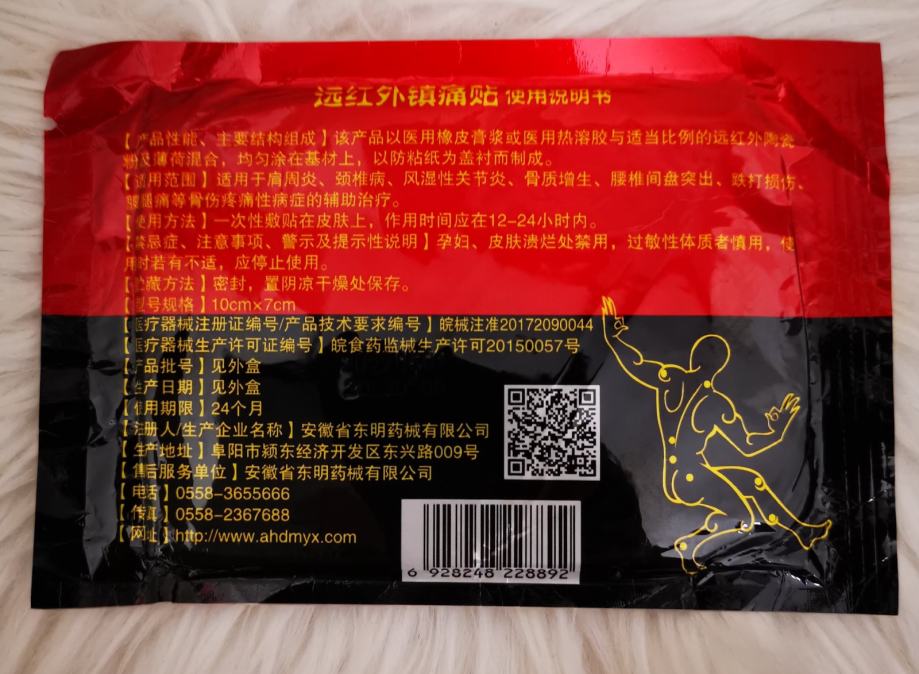 远红外镇痛贴 使用说明书
【产品性能、主要结构组成】该产品以医用橡皮膏浆或医用热溶胶与适当比例的远红外陶瓷
粉及薄荷混合，均匀涂在基材上，以防粘纸为盖衬而制成。
【适用范围】适用于肩周炎、颈椎病、风湿性关节炎、骨质增生、腰椎间盘突出、跌打损伤、
腰腿痛等骨伤疼痛性病症的辅助治疗。
【使用方法】一次性敷贴在皮肤上，作用时间应在12-24小时内。
【禁忌症、注意事项、警示及提示性说明】孕妇、皮肤溃烂处禁用，过敏性体质者慎用，使
用时若有不适，应停止使用。
【贮藏方法】密封，置阴凉干燥处保存。
【型号规格】10cm×7cm
【医疗器械注册证编号/产品技术要求编号】皖械注准20172090044
【医疗器械生产许可证编号】皖食药监械生产许可20150057号
【产品批号】见外盒
【生产日期】见外盒
【使用期限】24个月
【注册人/生产企业名称】安徽省东明药械有限公司
【生产地址】阜阳市颍东经济开发区东兴路009号
【售后服务单位】安徽省东明药械有限公司
【电话】0558-3655666
【传真】0558-2367688
【网址】http://www.ahdmyx.com
6 928248 228892